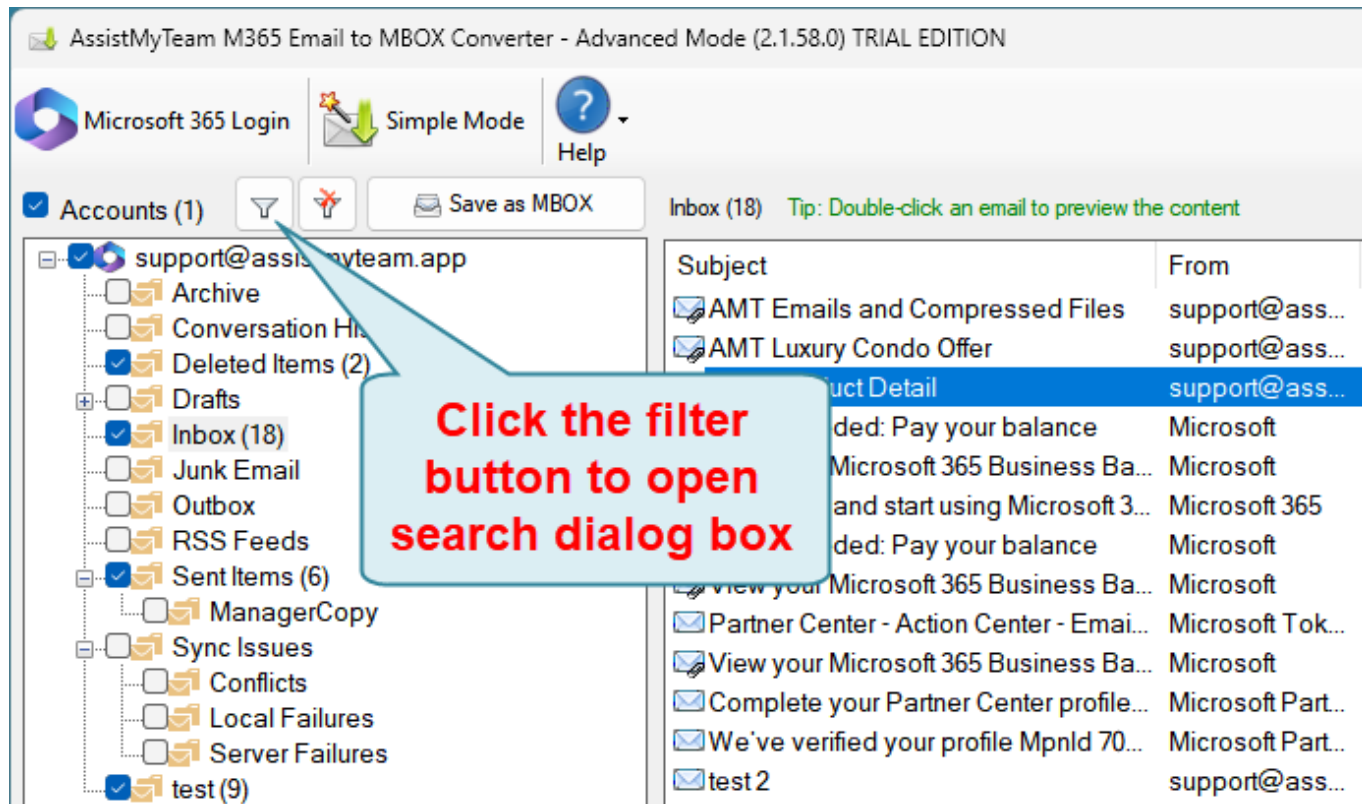 AssistMyTeam M365 Email to MBOX Converter - Advanced Mode (2.1.58.0) TRIAL EDITION
Microsoft 365 Login
Simple Mode
Help
Accounts (1)
Save as MBOX
Inbox (18) Tip: Double-click an email to preview the content
support@assistmyteam.app
Archive
Conversation His
Deleted Items (2)
Drafts
Inbox (18)
Junk Email
Outbox
RSS Feeds
Sent Items (6)
ManagerCopy
Sync Issues
Conflicts
Local Failures
Server Failures
test (9)
Click the filter
button to open
search dialog box
Subject From
AMT Emails and Compressed Files support@ass...
AMT Luxury Condo Offer support@ass...
Detail support@ass...
Pay your balance Microsoft
Microsoft 365 Business Ba... Microsoft
and start using Microsoft 3... Microsoft 365
Pay your balance Microsoft
View your Microsoft 365 Business Ba... Microsoft
Partner Center - Action Center - Emai... Microsoft Tok...
View your Microsoft 365 Business Ba... Microsoft
Complete your Partner Center profile... Microsoft Part...
We've verified your profile MpnId 70... Microsoft Part...
test 2 support@ass...